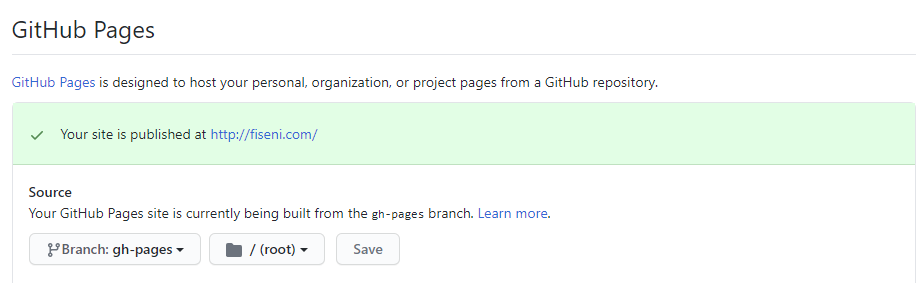 GitHub Pages
GitHub Pages is designed to host your personal, organization, or project pages from a GitHub repository.
Your site is published at http://fiseni.com/
Source
Your GitHub Pages site is currently being built from the gh-pages branch. Learn more.
Branch: gh-pages / (root) Save